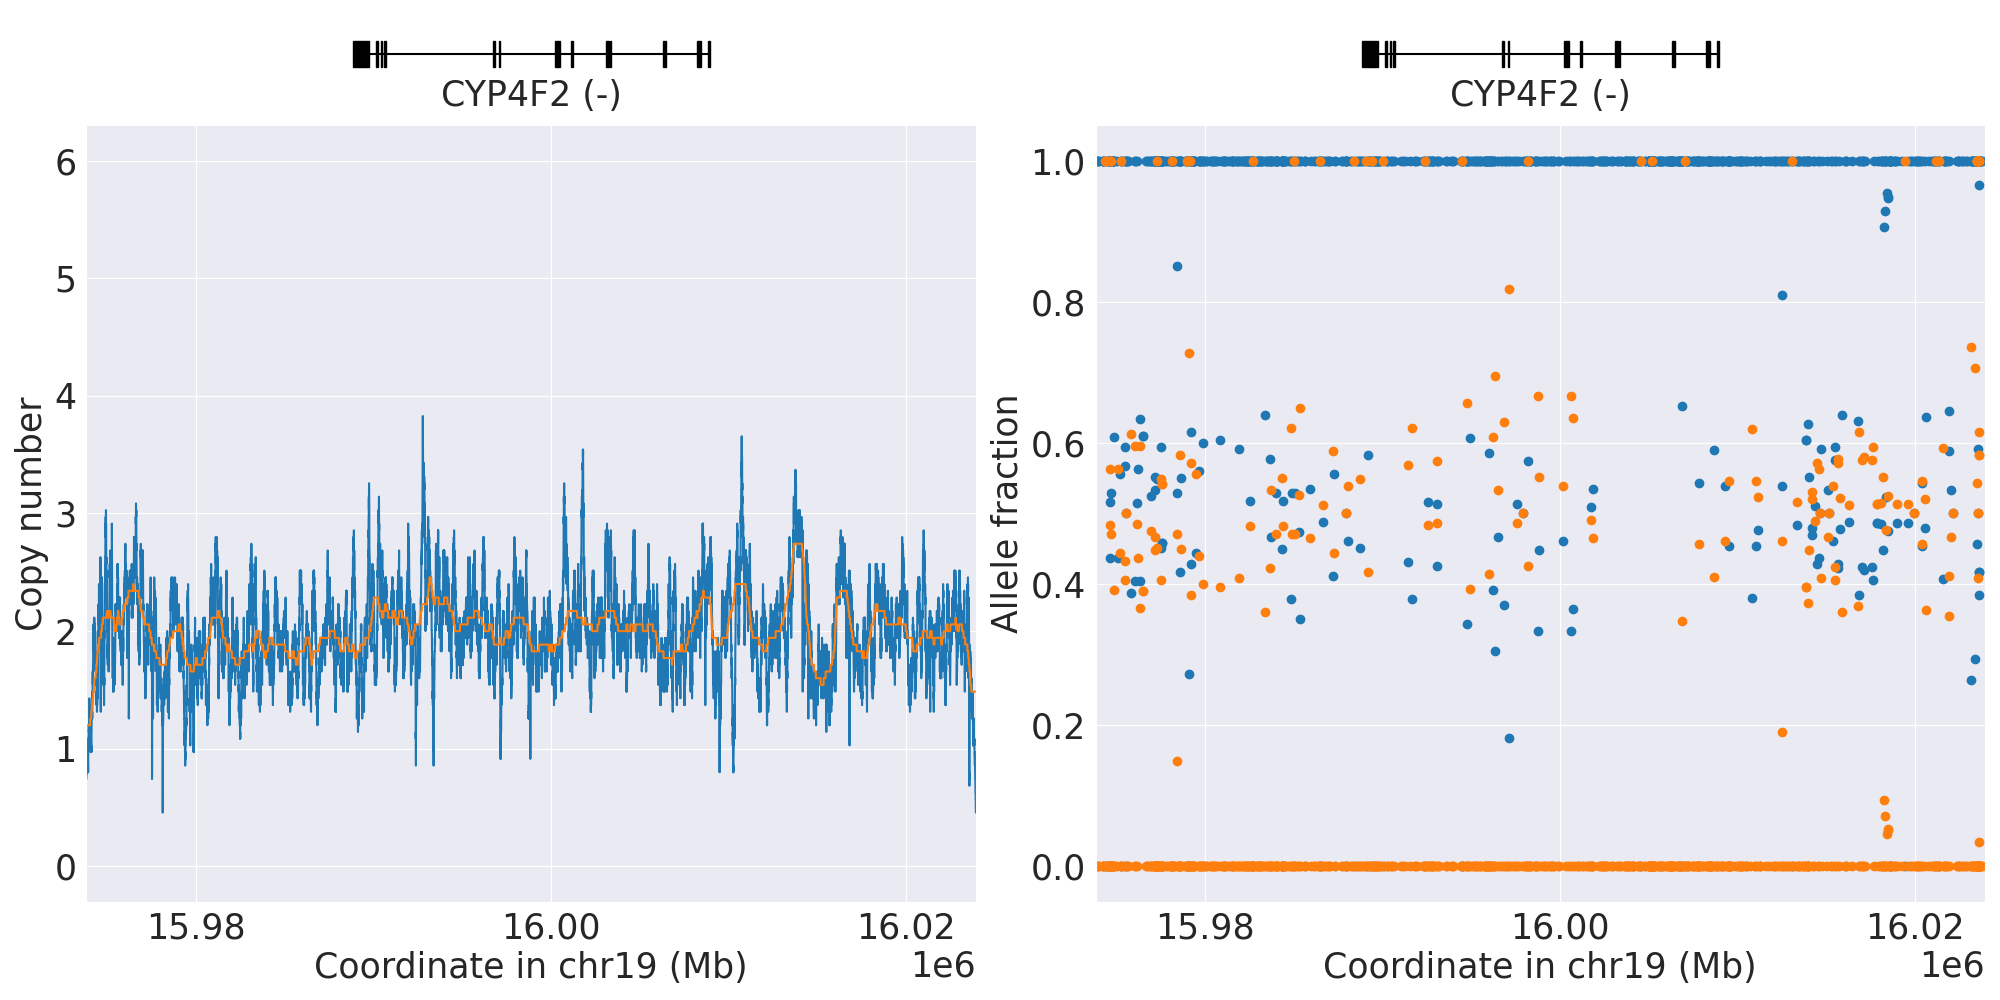 CYP4F2 (-)
6
5
4
3
2
1
0
Copy number
15.98
16.00
16.02
Coordinate in chr19 (Mb)
1e6
CYP4F2 (-)
1.0
0.8
0.6
0.4
0.2
0.0
Allele fraction
15.98
16.00
16.02
Coordinate in chr19 (Mb)
1e6